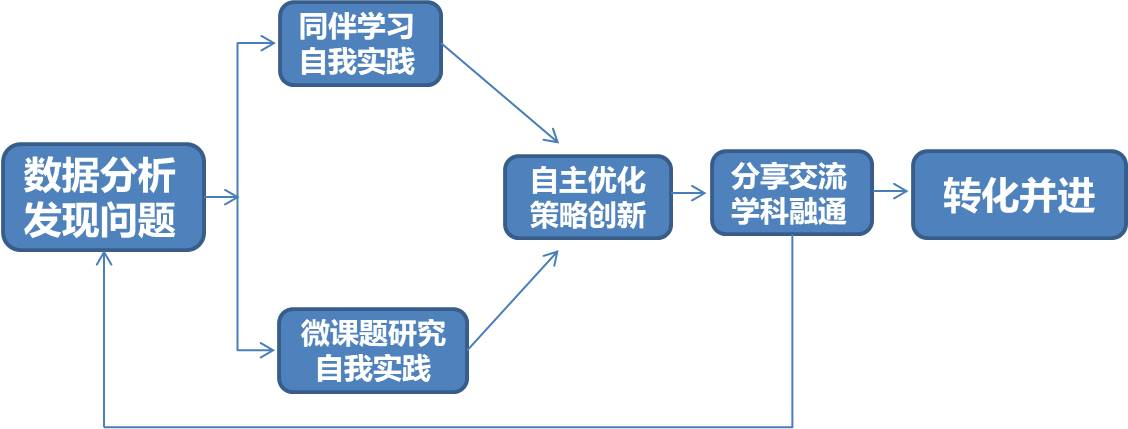 同伴学习
自我实践
数据分析
发现问题
自主优化
策略创新
分享交流
学科融通
转化并进
微课题研究
自我实践